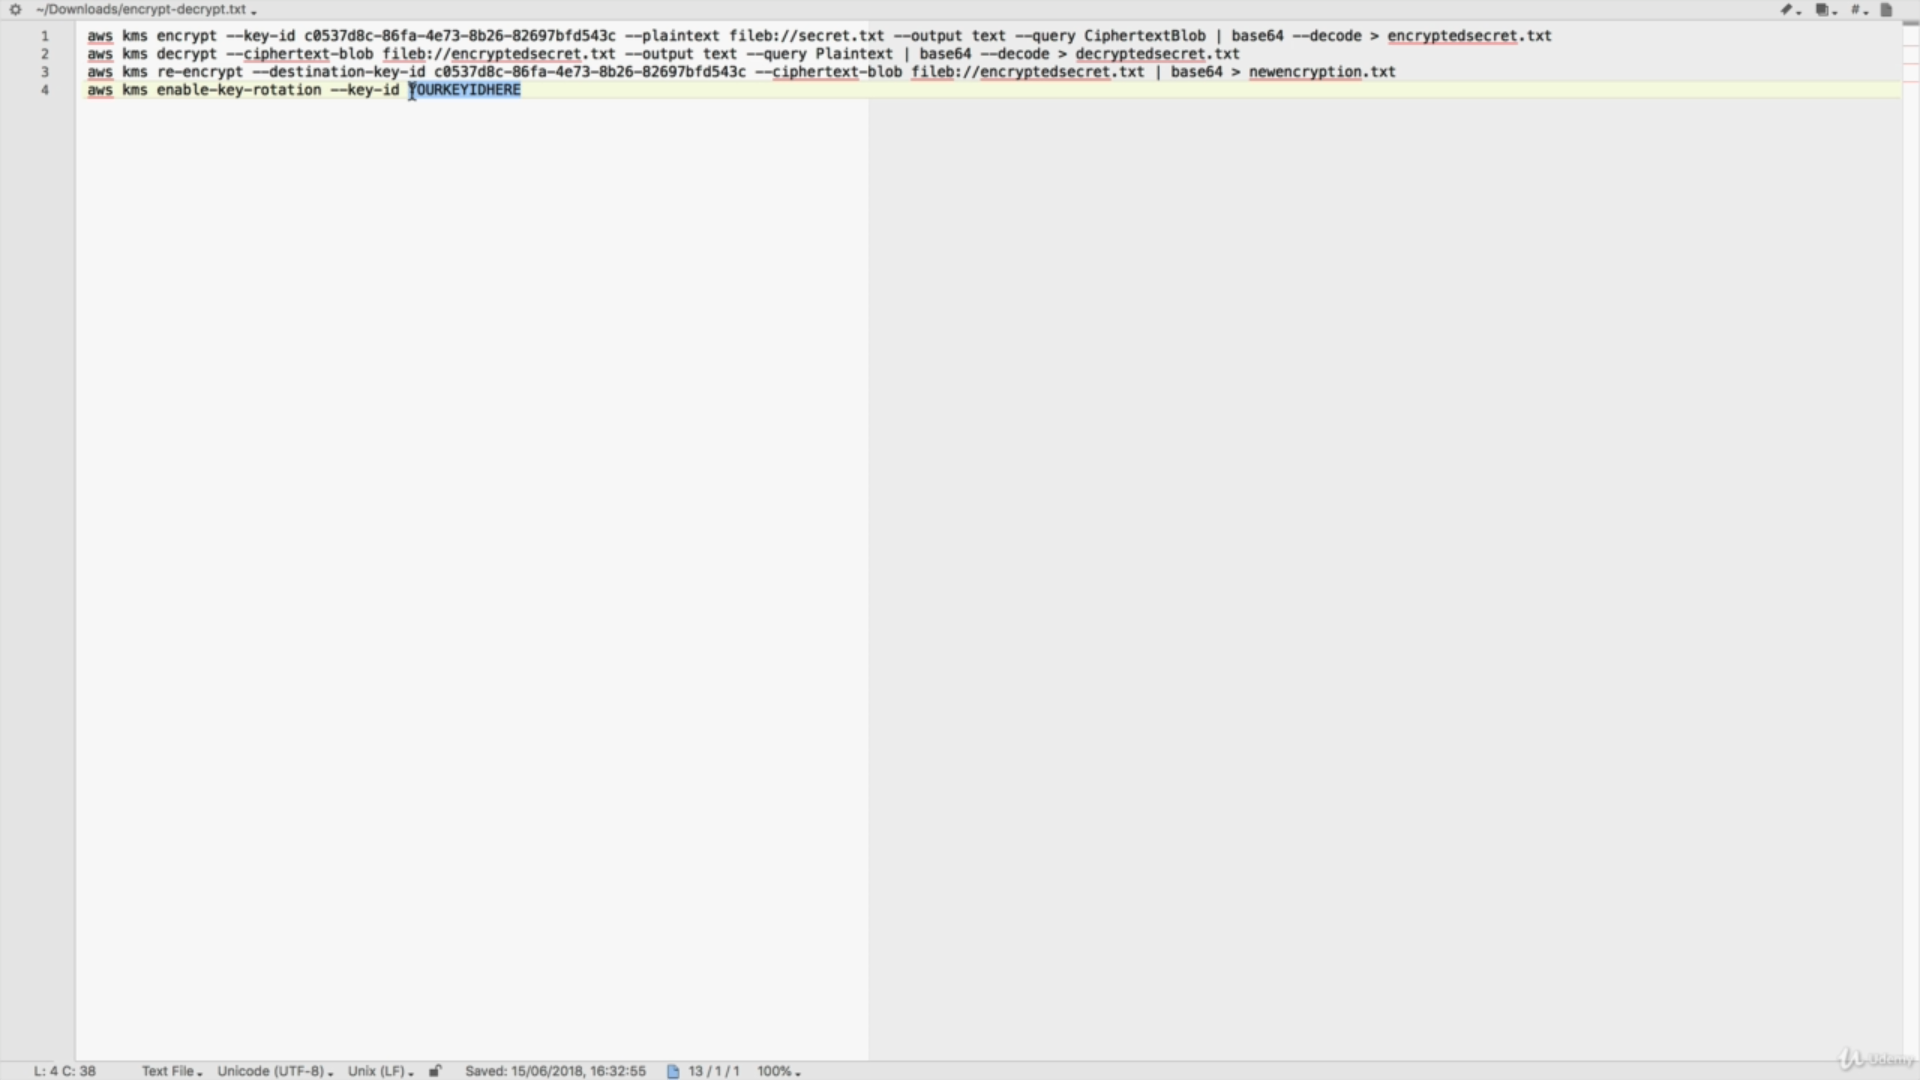 ~/Downloads/encrypt-decrypt.txt
1 aws kms encrypt --key-id c0537d8c-86fa-4e73-8b26-82697bfd543c --plaintext fileb://secret.txt --output text --query CiphertextBlob | base64 --decode > encryptedsecret.txt
2 aws kms decrypt --ciphertext-blob fileb://encryptedsecret.txt --output text --query Plaintext | base64 --decode > decryptedsecret.txt
3 aws kms re-encrypt --destination-key-id c0537d8c-86fa-4e73-8b26-82697bfd543c --ciphertext-blob fileb://encryptedsecret.txt | base64 > newencryption.txt
4 aws kms enable-key-rotation --key-id YOURKEYIDHERE
L: 4 C: 38 Text File Unicode (UTF-8) Unix (LF) Saved: 15/06/2018, 16:32:55 13 / 1 / 1 100%
Udemy